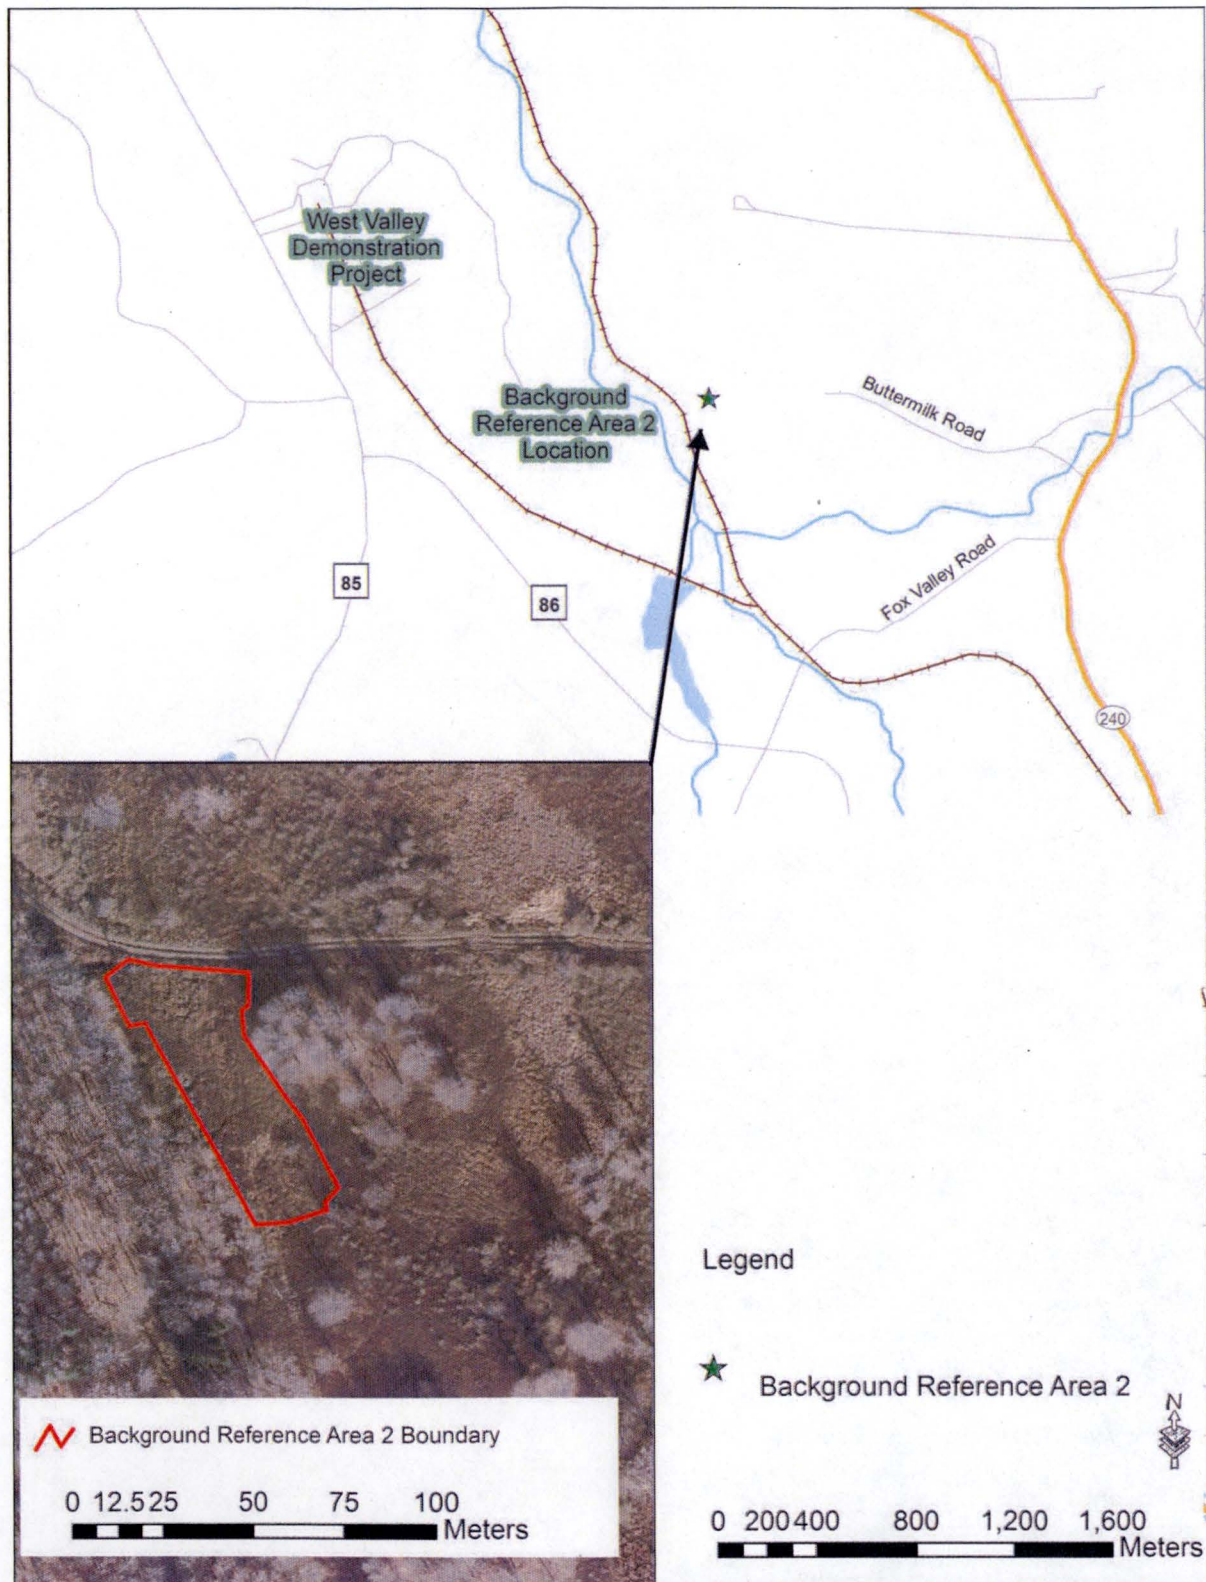 West Valley
Demonstration
Project
Background
Reference Area 2
Location
Buttermilk Road
Fox Valley Road
85
86
240
Legend
Background Reference Area 2
N
Background Reference Area 2 Boundary
0 12.5 25 50 75 100
Meters
0 200 400 800 1,200 1,600
Meters